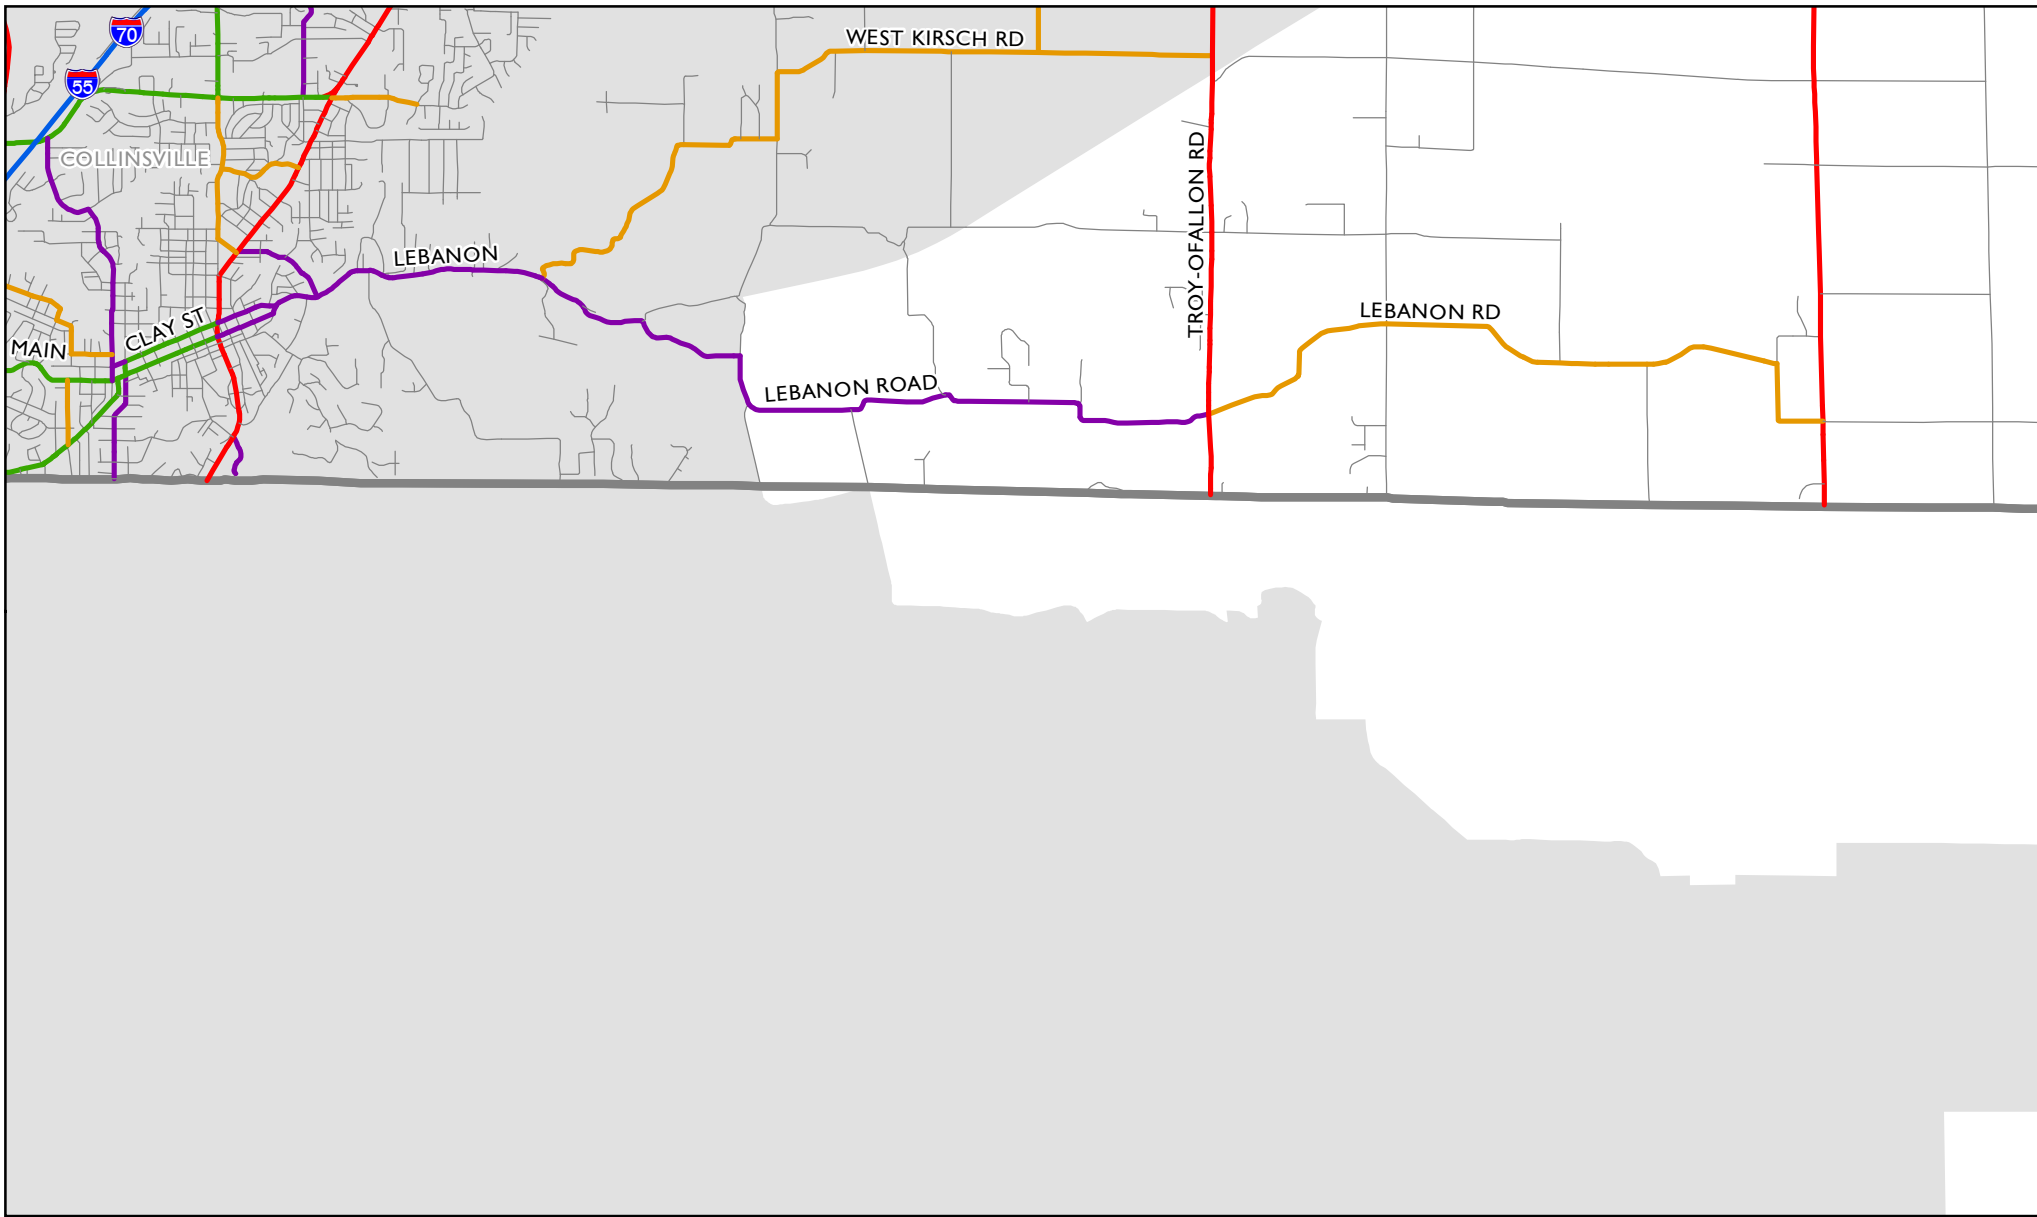 70
WEST KIRSCH RD
55
COLLINSVILLE
TROY-OFALLON RD
LEBANON
LEBANON RD
CLAY ST
MAIN
LEBANON ROAD